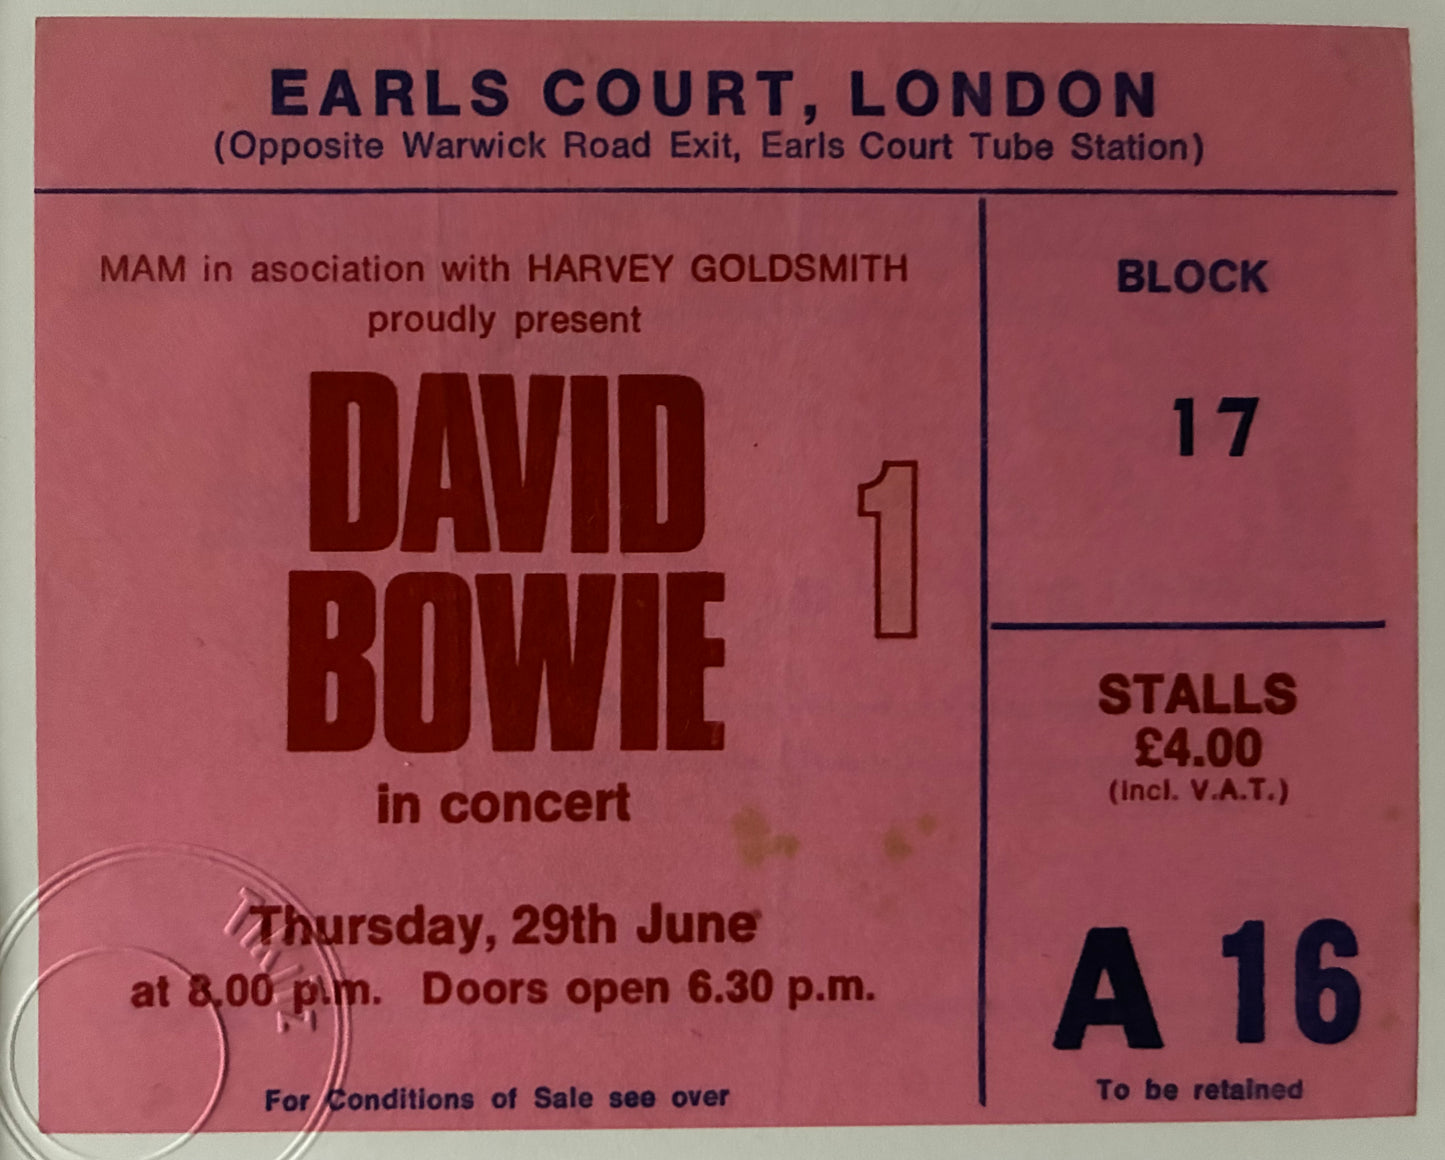 EARLS COURT, LONDON
(Opposite Warwick Road Exit, Earls Court Tube Station)
MAM in asociation with HARVEY GOLDSMITH
proudly present
DAVID
BOWIE
in concert
1
Thursday, 29th June
at 8.00 p.m. Doors open 6.30 p.m.
For Conditions of Sale see over
BLOCK
17
STALLS
£4.00
(incl. V.A.T.)
A 16
To be retained